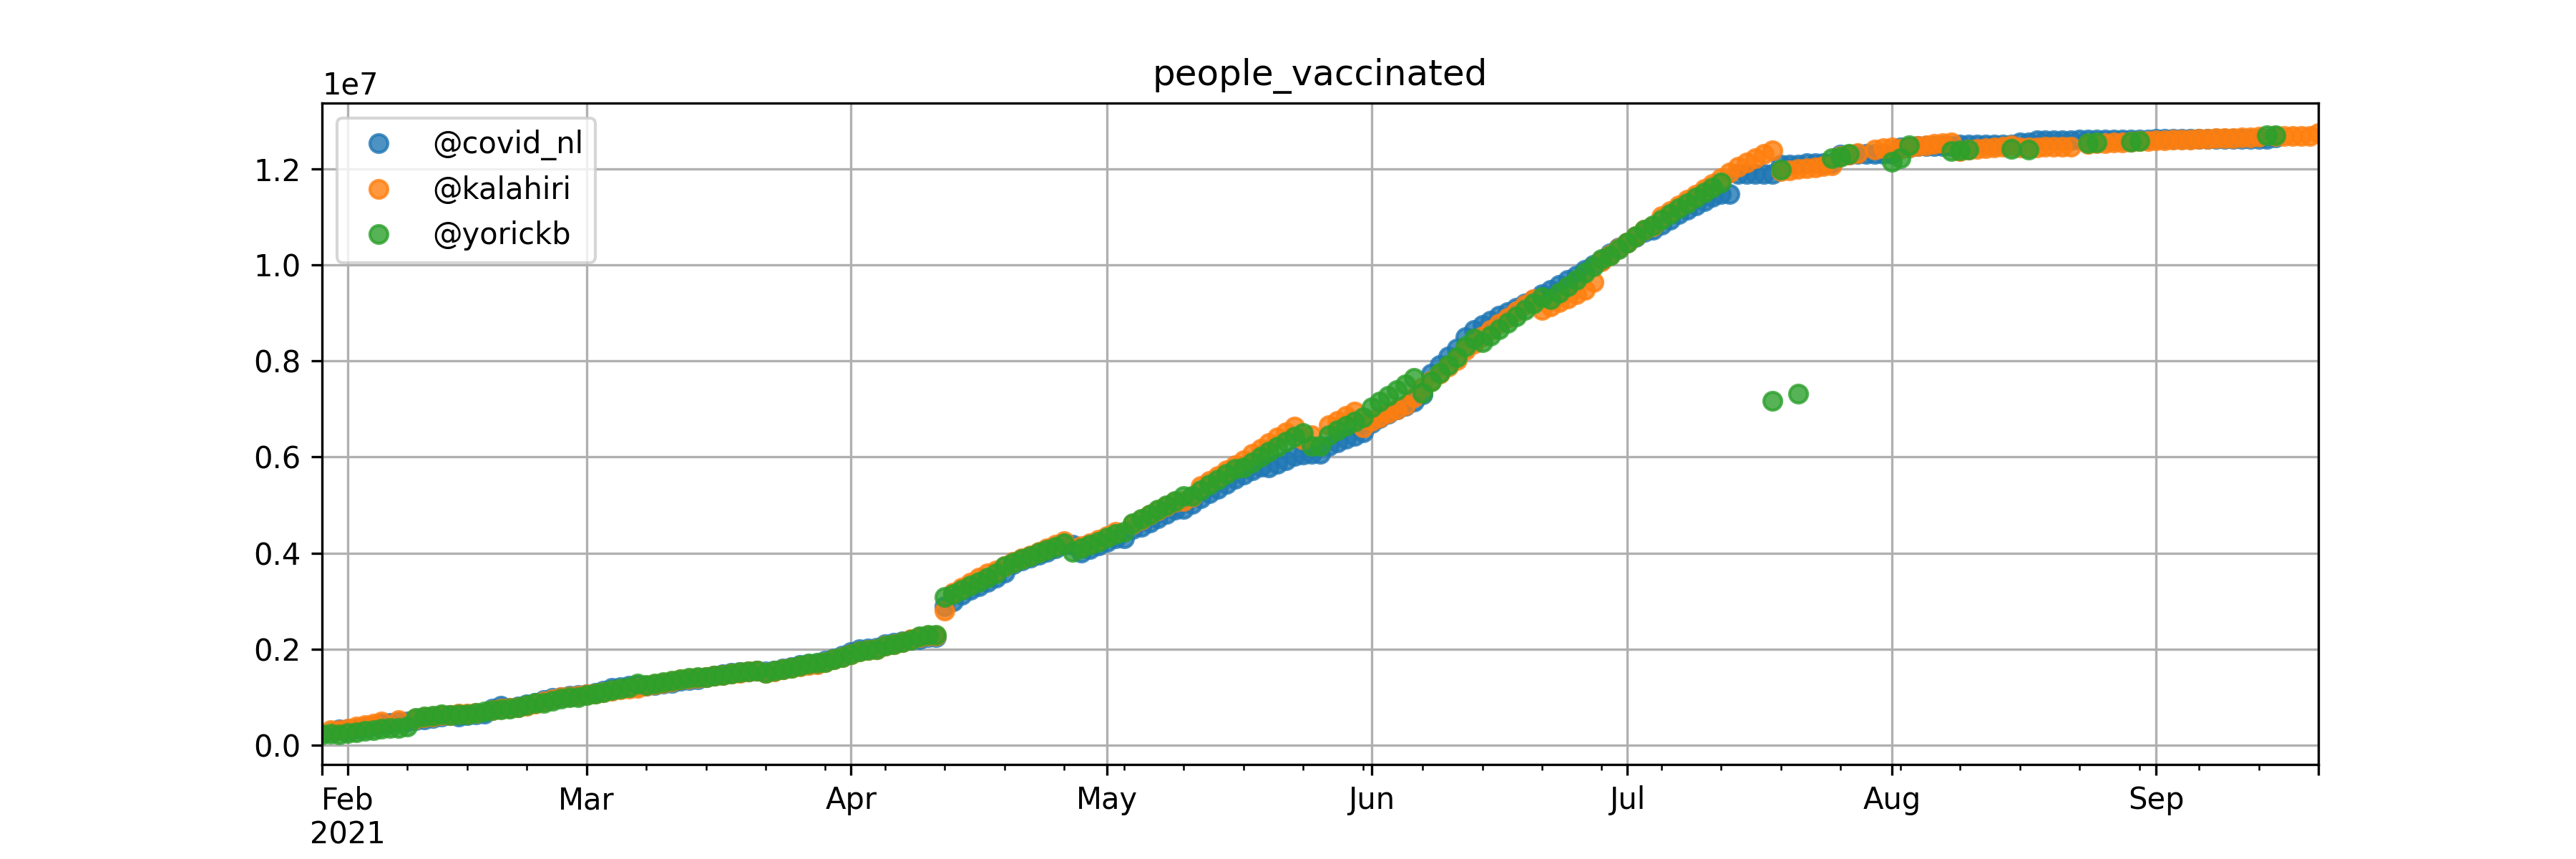 people_vaccinated
1e7
@covid_nl
@kalahiri
@yorickb
1.2
1.0
0.8
0.6
0.4
0.2
0.0
Feb Mar Apr May Jun Jul Aug Sep
2021